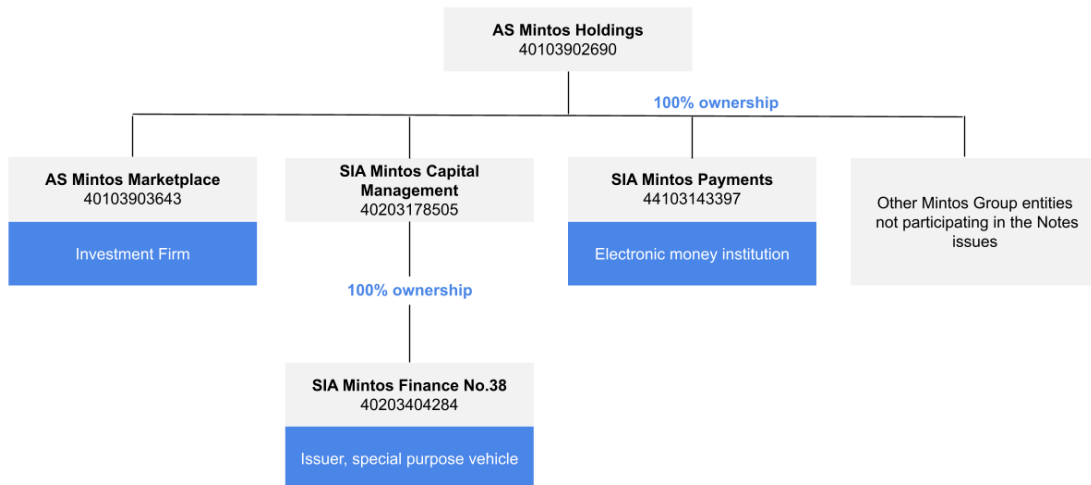 AS Mintos Holdings
40103902690
100% ownership
AS Mintos Marketplace
40103903643
Investment Firm
SIA Mintos Capital
Management
40203178505
SIA Mintos Payments
44103143397
Electronic money institution
Other Mintos Group entities
not participating in the Notes
issues
100% ownership
SIA Mintos Finance No.38
40203404284
Issuer, special purpose vehicle